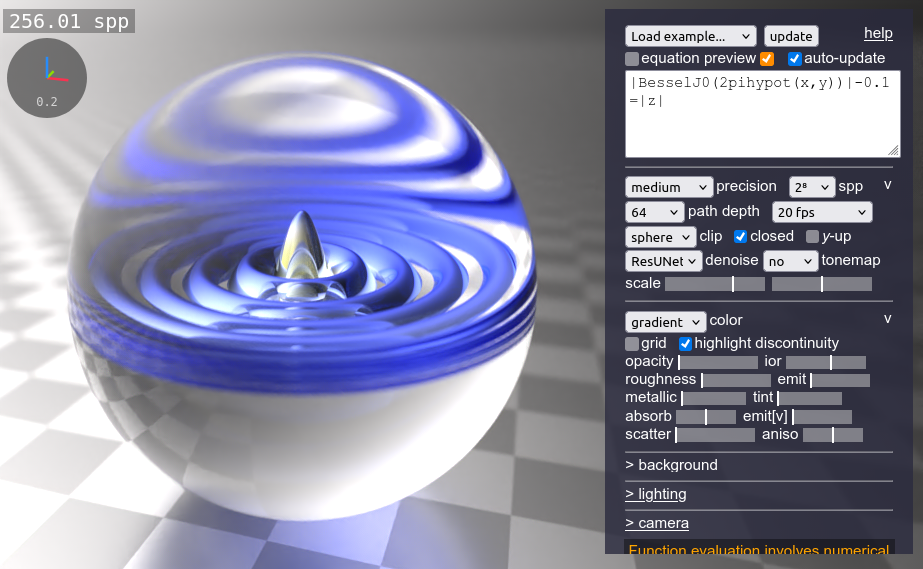 256.01 spp
0.2
Load example... update help
equation preview auto-update
|BesselJ0(2pihypot(x,y))|-0.1
=|z|
medium precision 2⁸ spp v
64 path depth 20 fps
sphere clip closed y-up
ResUNet denoise no tonemap
scale
gradient color v
grid highlight discontinuity
opacity ior
roughness emit
metallic tint
absorb emit[v]
scatter aniso
> background
> lighting
> camera
Function evaluation involves numerical